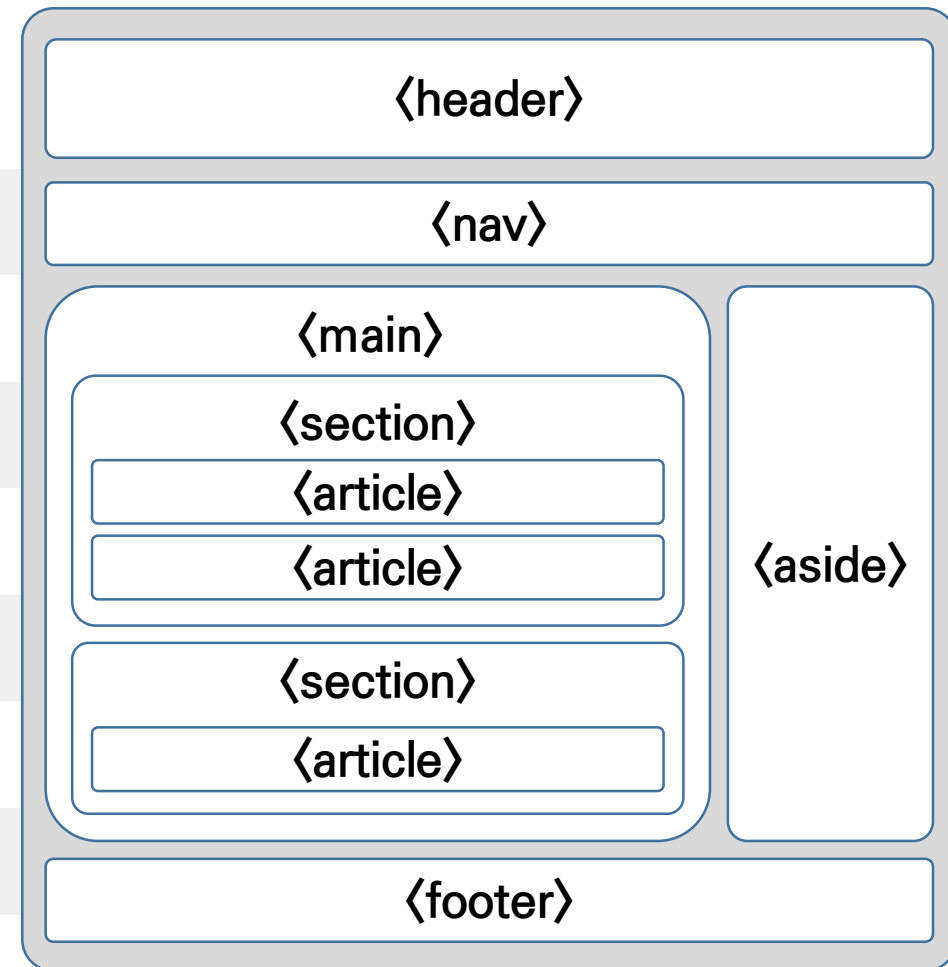 〈header〉
〈nav〉
〈main〉
〈section〉
〈article〉
〈article〉
〈aside〉
〈section〉
〈article〉
〈footer〉